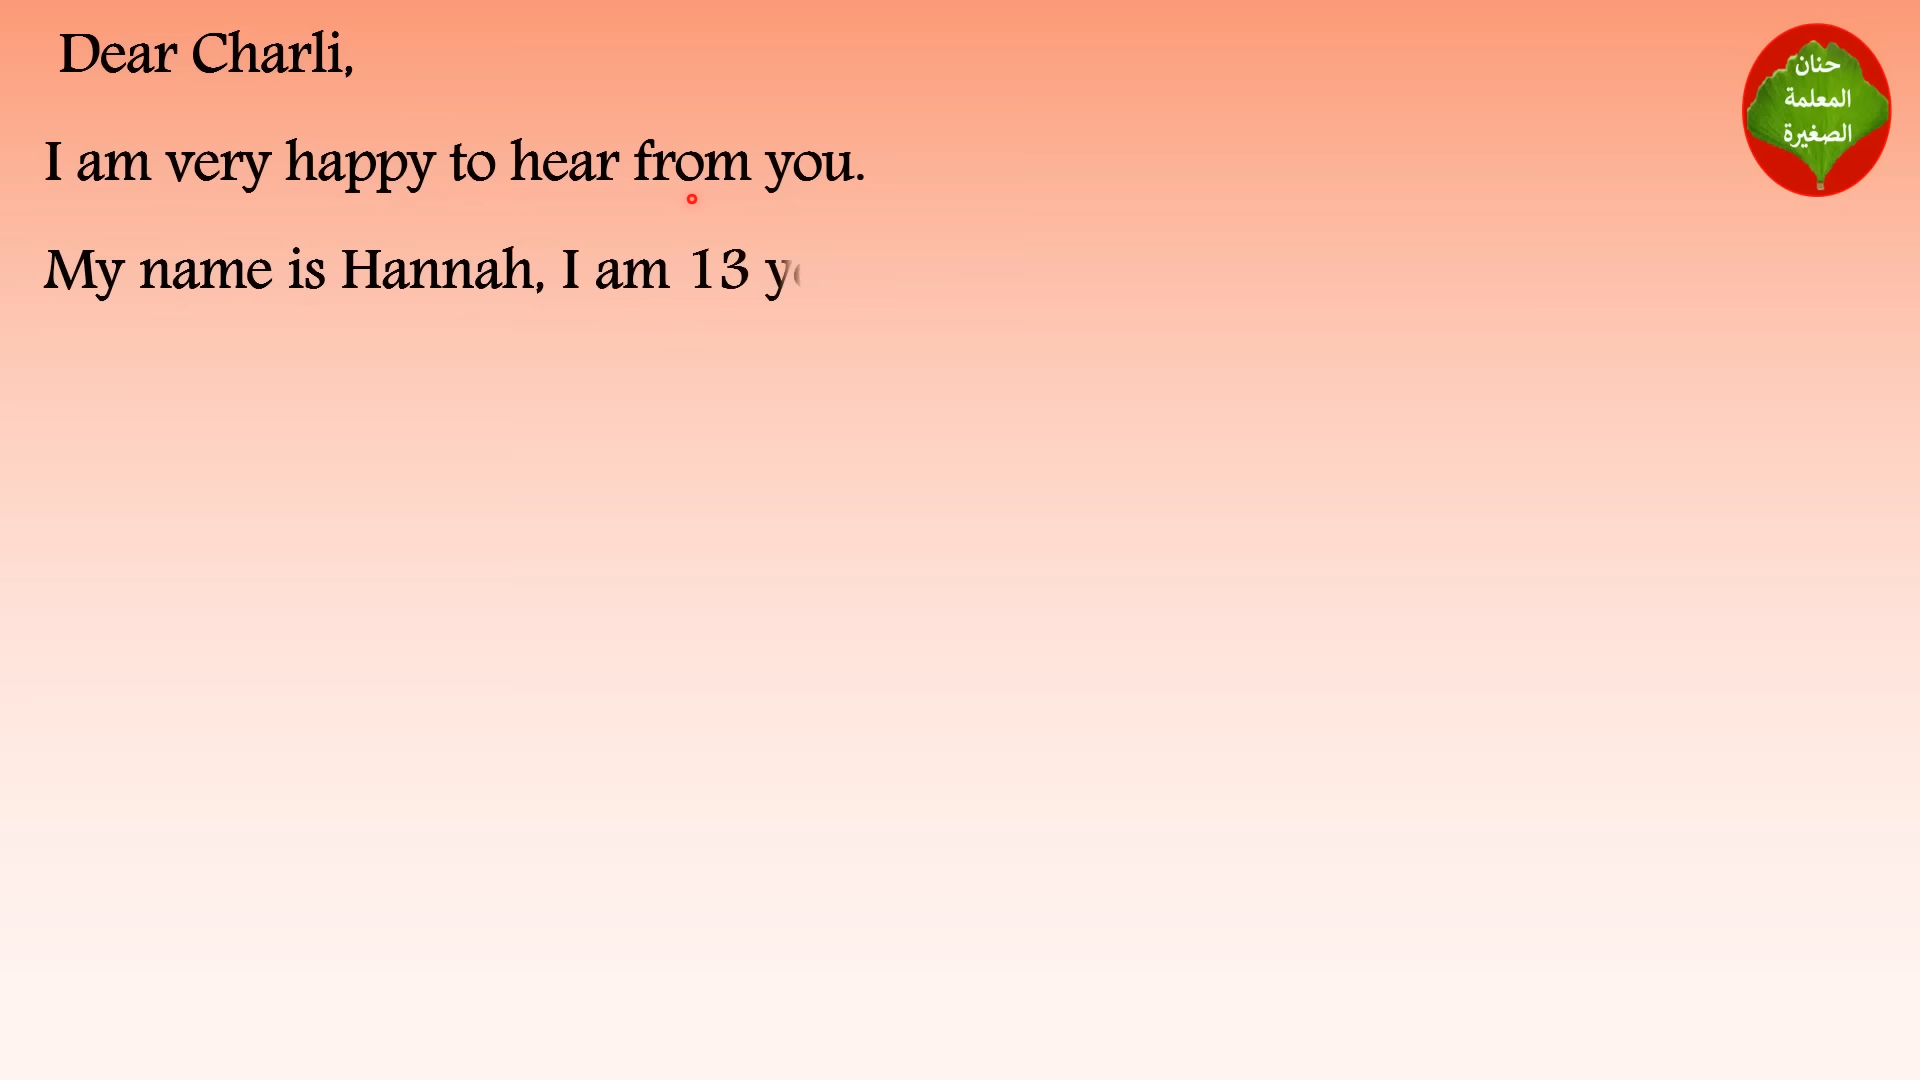 Dear Charli,
I am very happy to hear from you.
My name is Hannah, I am 13
حنان
المعلمة
الصغيرة